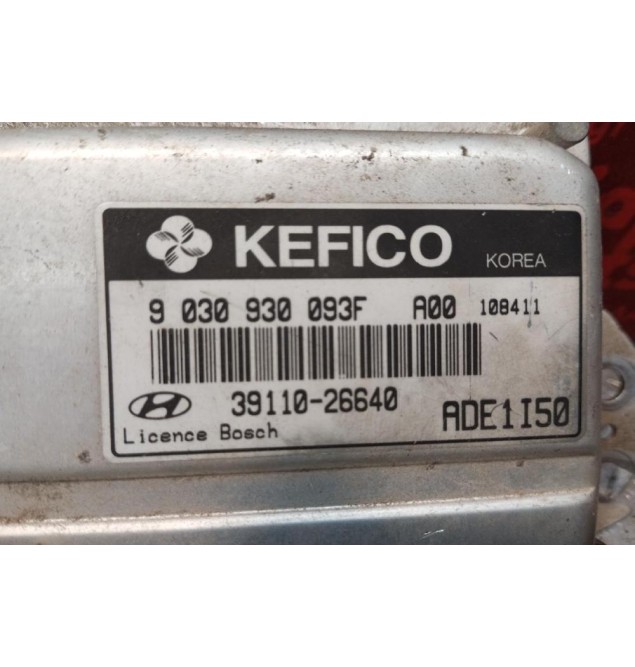 KEFICO KOREA
9 030 930 093F A00 108411
39110-26640
ADE1I50
Licence Bosch